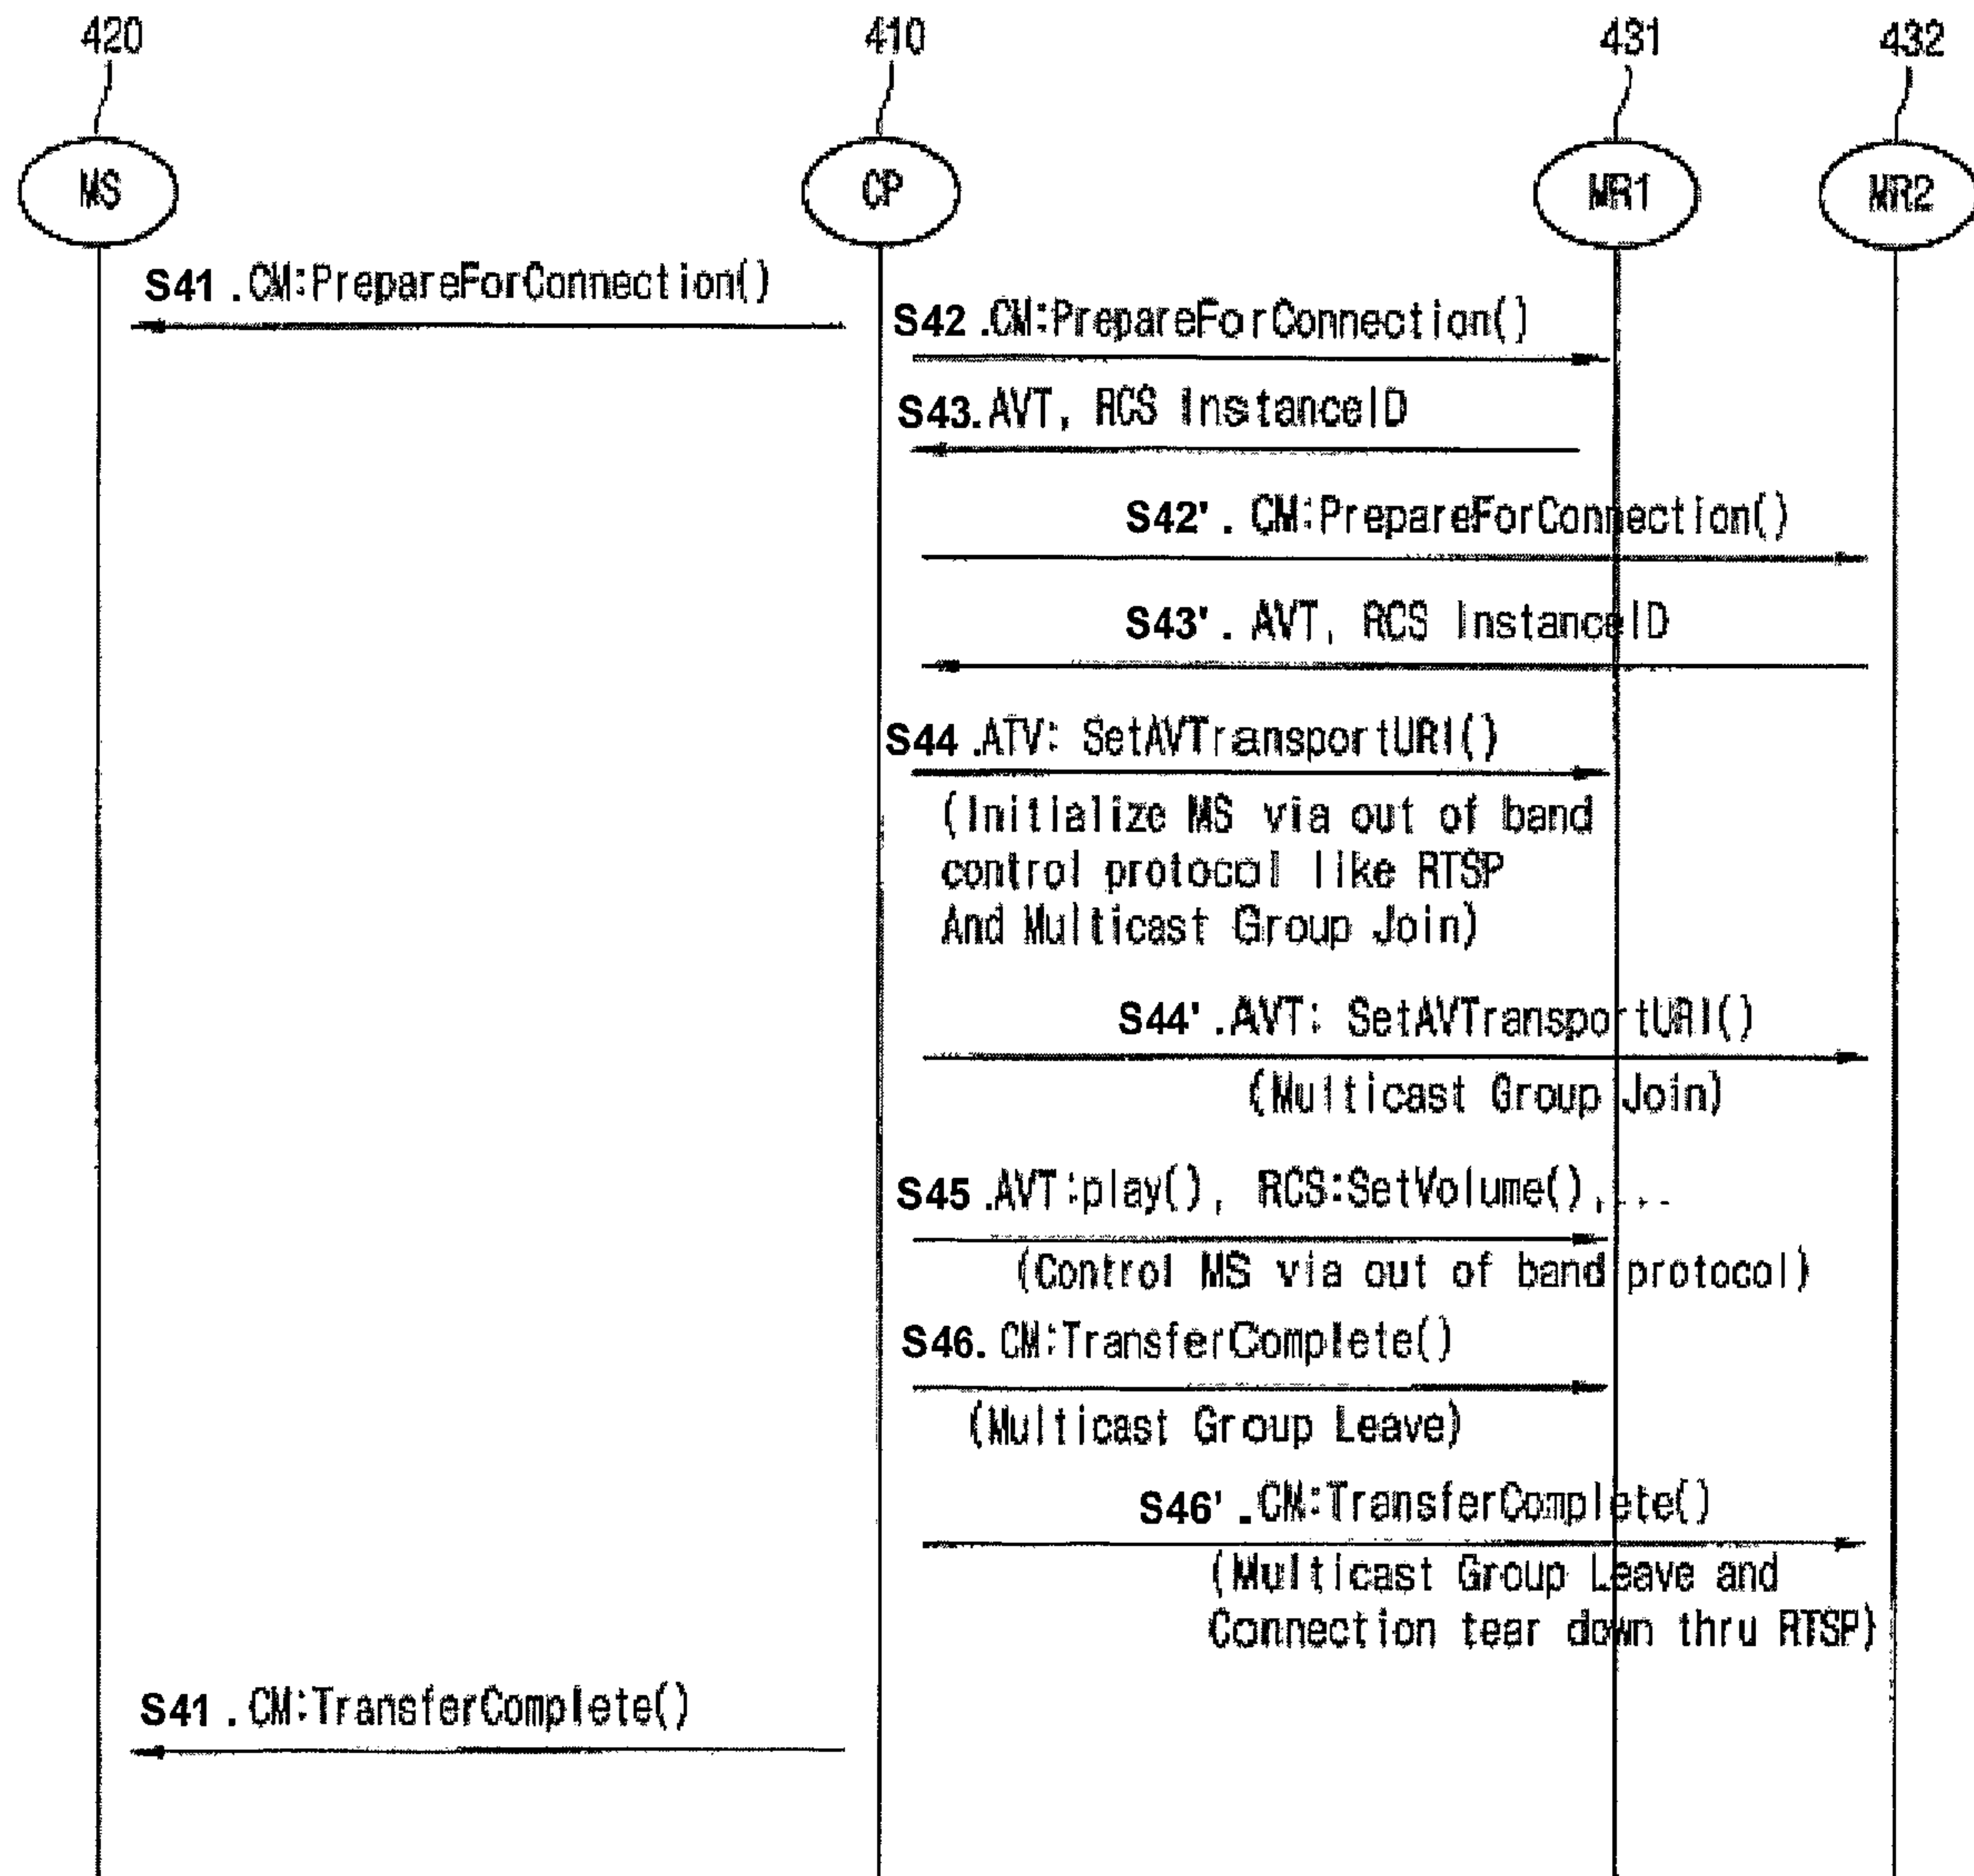 420
410
431
432
MS
CP
MR1
MR2
S41 .CM:PrepareForConnection()
S42 .CM:PrepareForConnection()
S43.AVT, RCS InstanceID
S42' . CM:PrepareForConnection()
S43' . AVT, RCS InstanceID
S44 .ATV: SetAVTransportURI()
(Initialize MS via out of band
control protocol like RTSP
And Multicast Group Join)
S44' .AVT: SetAVTransportURI()
(Multicast Group Join)
S45 .AVT:play(), RCS:SetVolume(),...
(Control MS via out of band protocol)
S46. CM:TransferComplete()
(Multicast Group Leave)
S46' .CM:TransferComplete()
(Multicast Group Leave and
Connection tear down thru RTSP)
S41 . CM:TransferComplete()